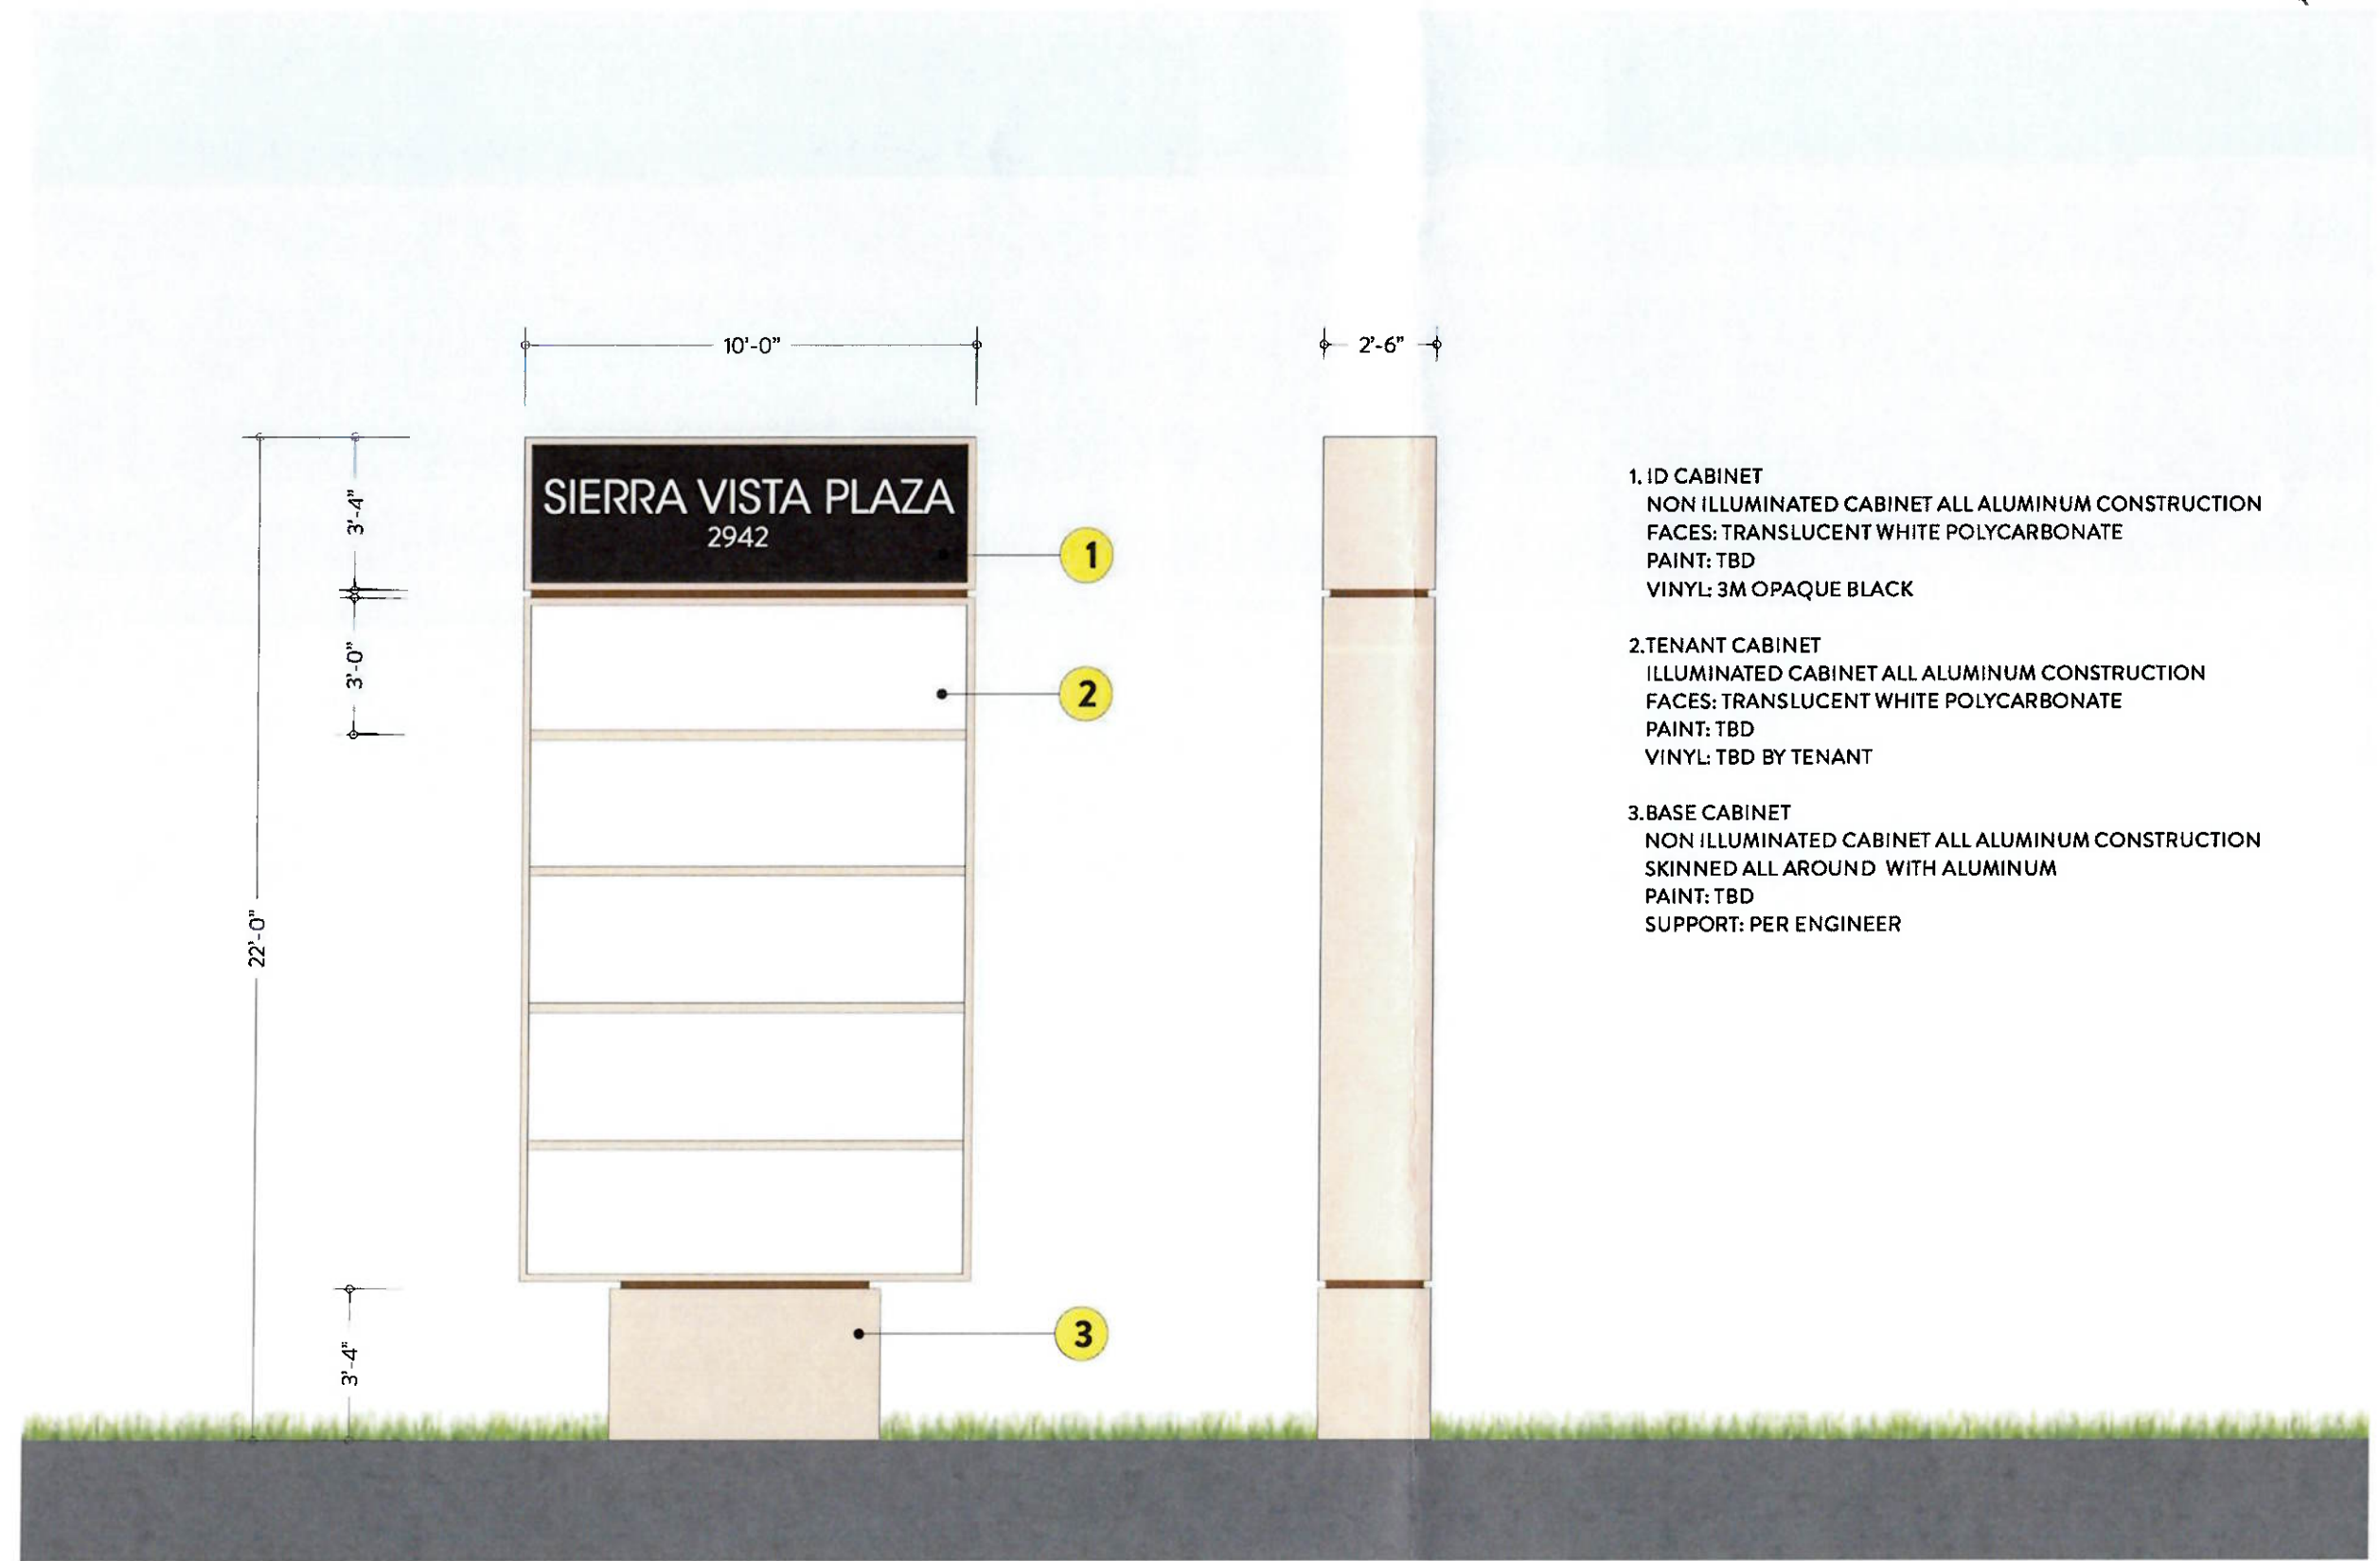 10'-0"
2'-6"
3'-4"
3'-0"
22'-0"
3'-4"
SIERRA VISTA PLAZA
2942
1
2
3
1. ID CABINET
NON ILLUMINATED CABINET ALL ALUMINUM CONSTRUCTION
FACES: TRANSLUCENT WHITE POLYCARBONATE
PAINT: TBD
VINYL: 3M OPAQUE BLACK
2.TENANT CABINET
ILLUMINATED CABINET ALL ALUMINUM CONSTRUCTION
FACES: TRANSLUCENT WHITE POLYCARBONATE
PAINT: TBD
VINYL: TBD BY TENANT
3.BASE CABINET
NON ILLUMINATED CABINET ALL ALUMINUM CONSTRUCTION
SKINNED ALL AROUND WITH ALUMINUM
PAINT: TBD
SUPPORT: PER ENGINEER